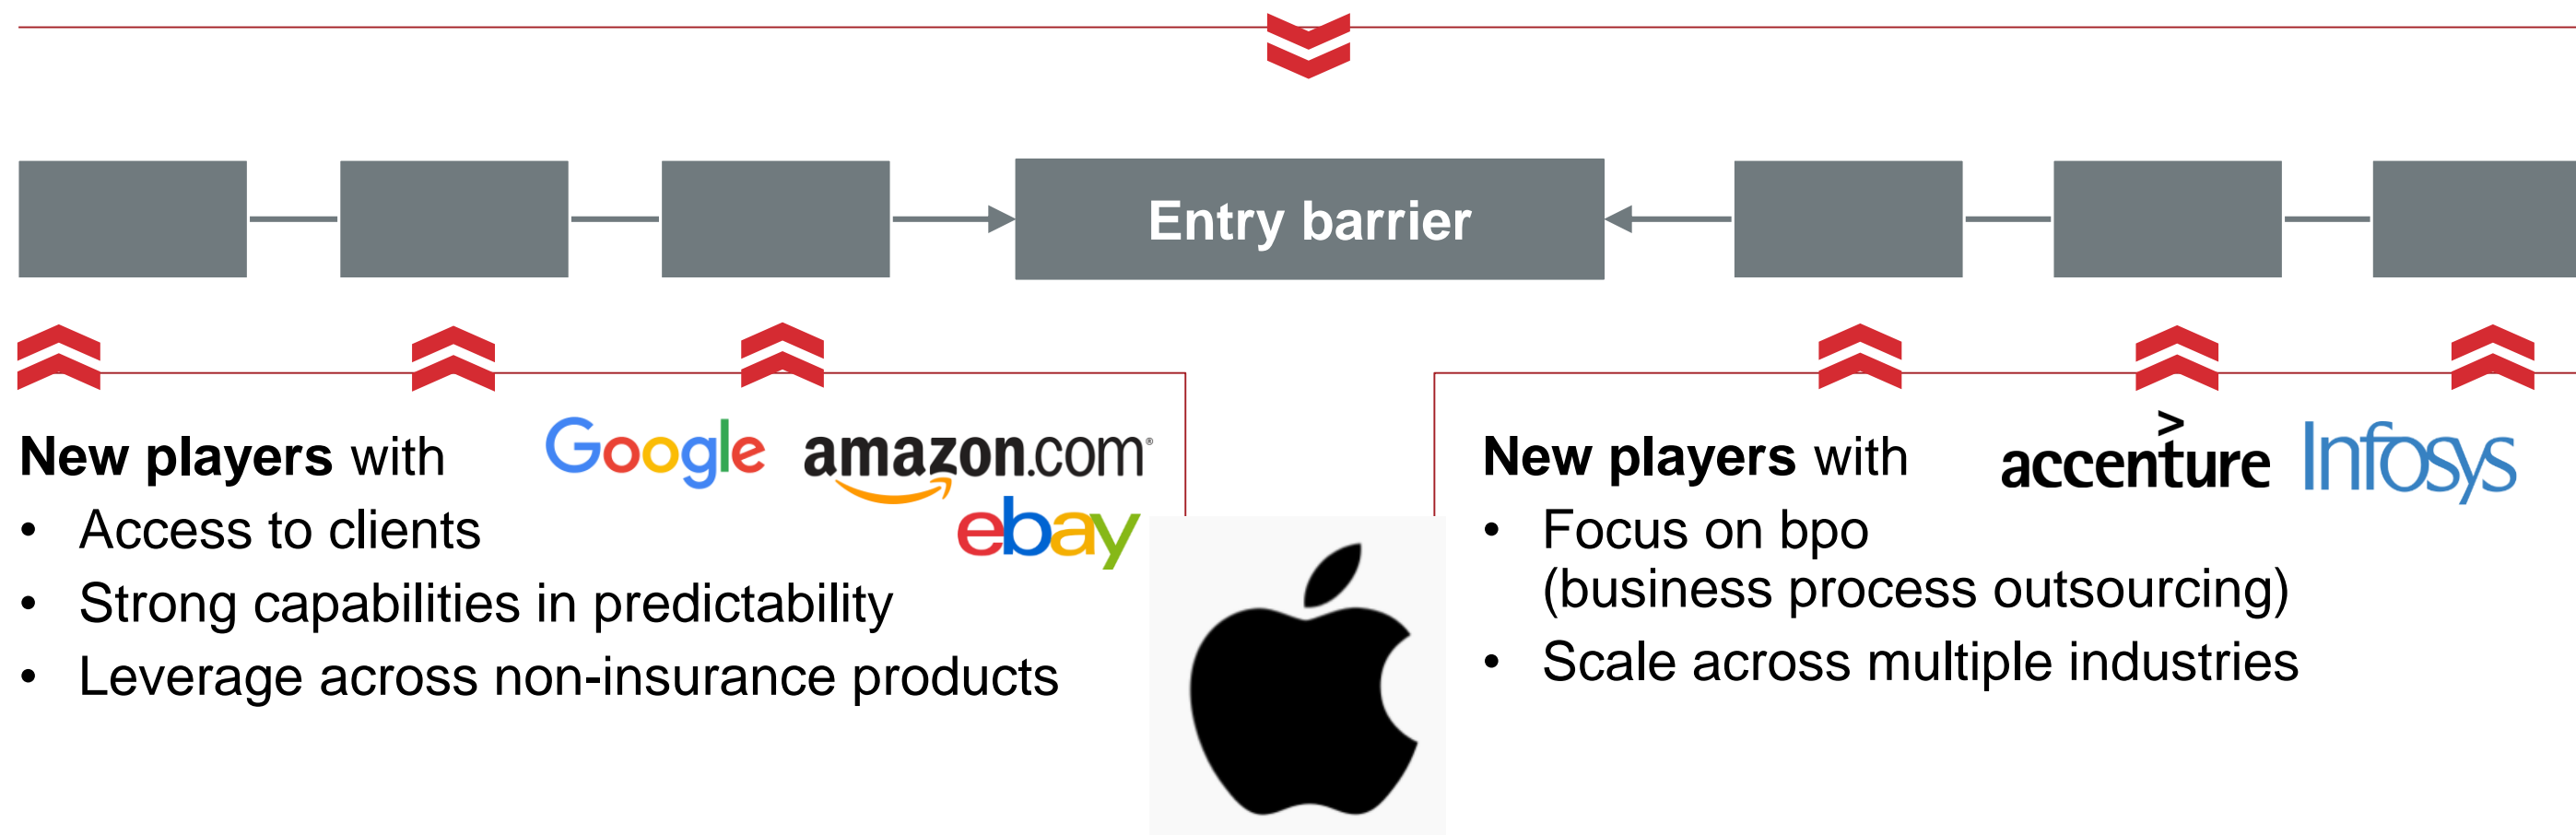 Entry barrier
New players with
Google
amazon.com®
ebay
• Access to clients
• Strong capabilities in predictability
• Leverage across non-insurance products
New players with
>
accenture
Infosys
• Focus on bpo
(business process outsourcing)
• Scale across multiple industries